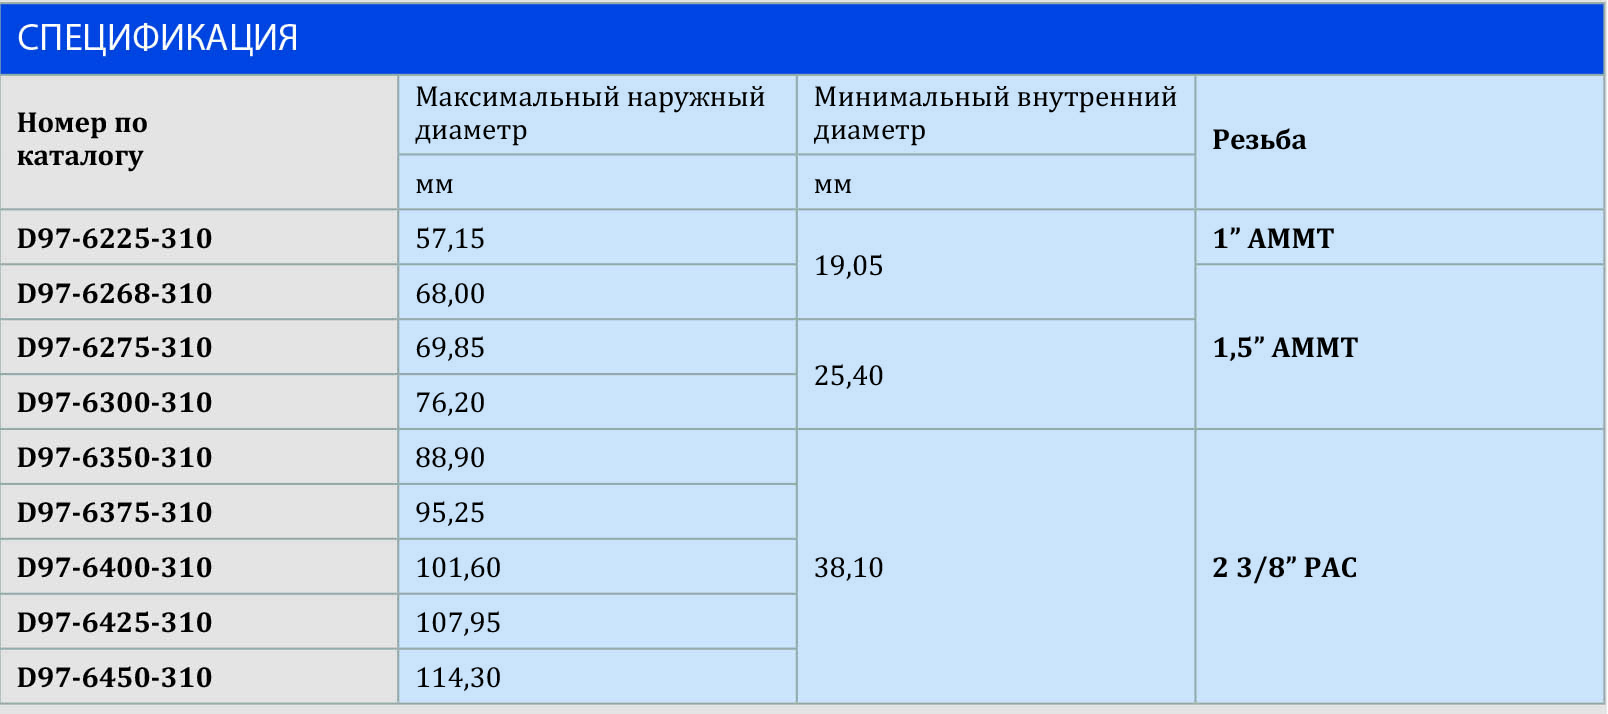 СПЕЦИФИКАЦИЯ
Номер по
каталогу
Максимальный наружный
диаметр
Минимальный внутренний
диаметр
Резьба
мм
мм
D97-6225-310
57,15
19,05
1” АММТ
D97-6268-310
68,00
1,5” АММТ
D97-6275-310
69,85
25,40
D97-6300-310
76,20
D97-6350-310
88,90
38,10
2 3/8” РАС
D97-6375-310
95,25
D97-6400-310
101,60
D97-6425-310
107,95
D97-6450-310
114,30